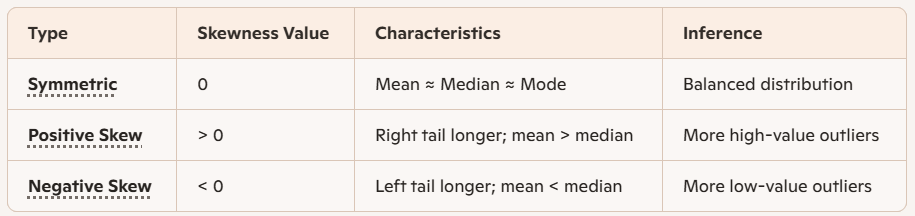 Type Skewness Value Characteristics Inference
Symmetric 0 Mean ≈ Median ≈ Mode Balanced distribution
Positive Skew > 0 Right tail longer; mean > median More high-value outliers
Negative Skew < 0 Left tail longer; mean < median More low-value outliers